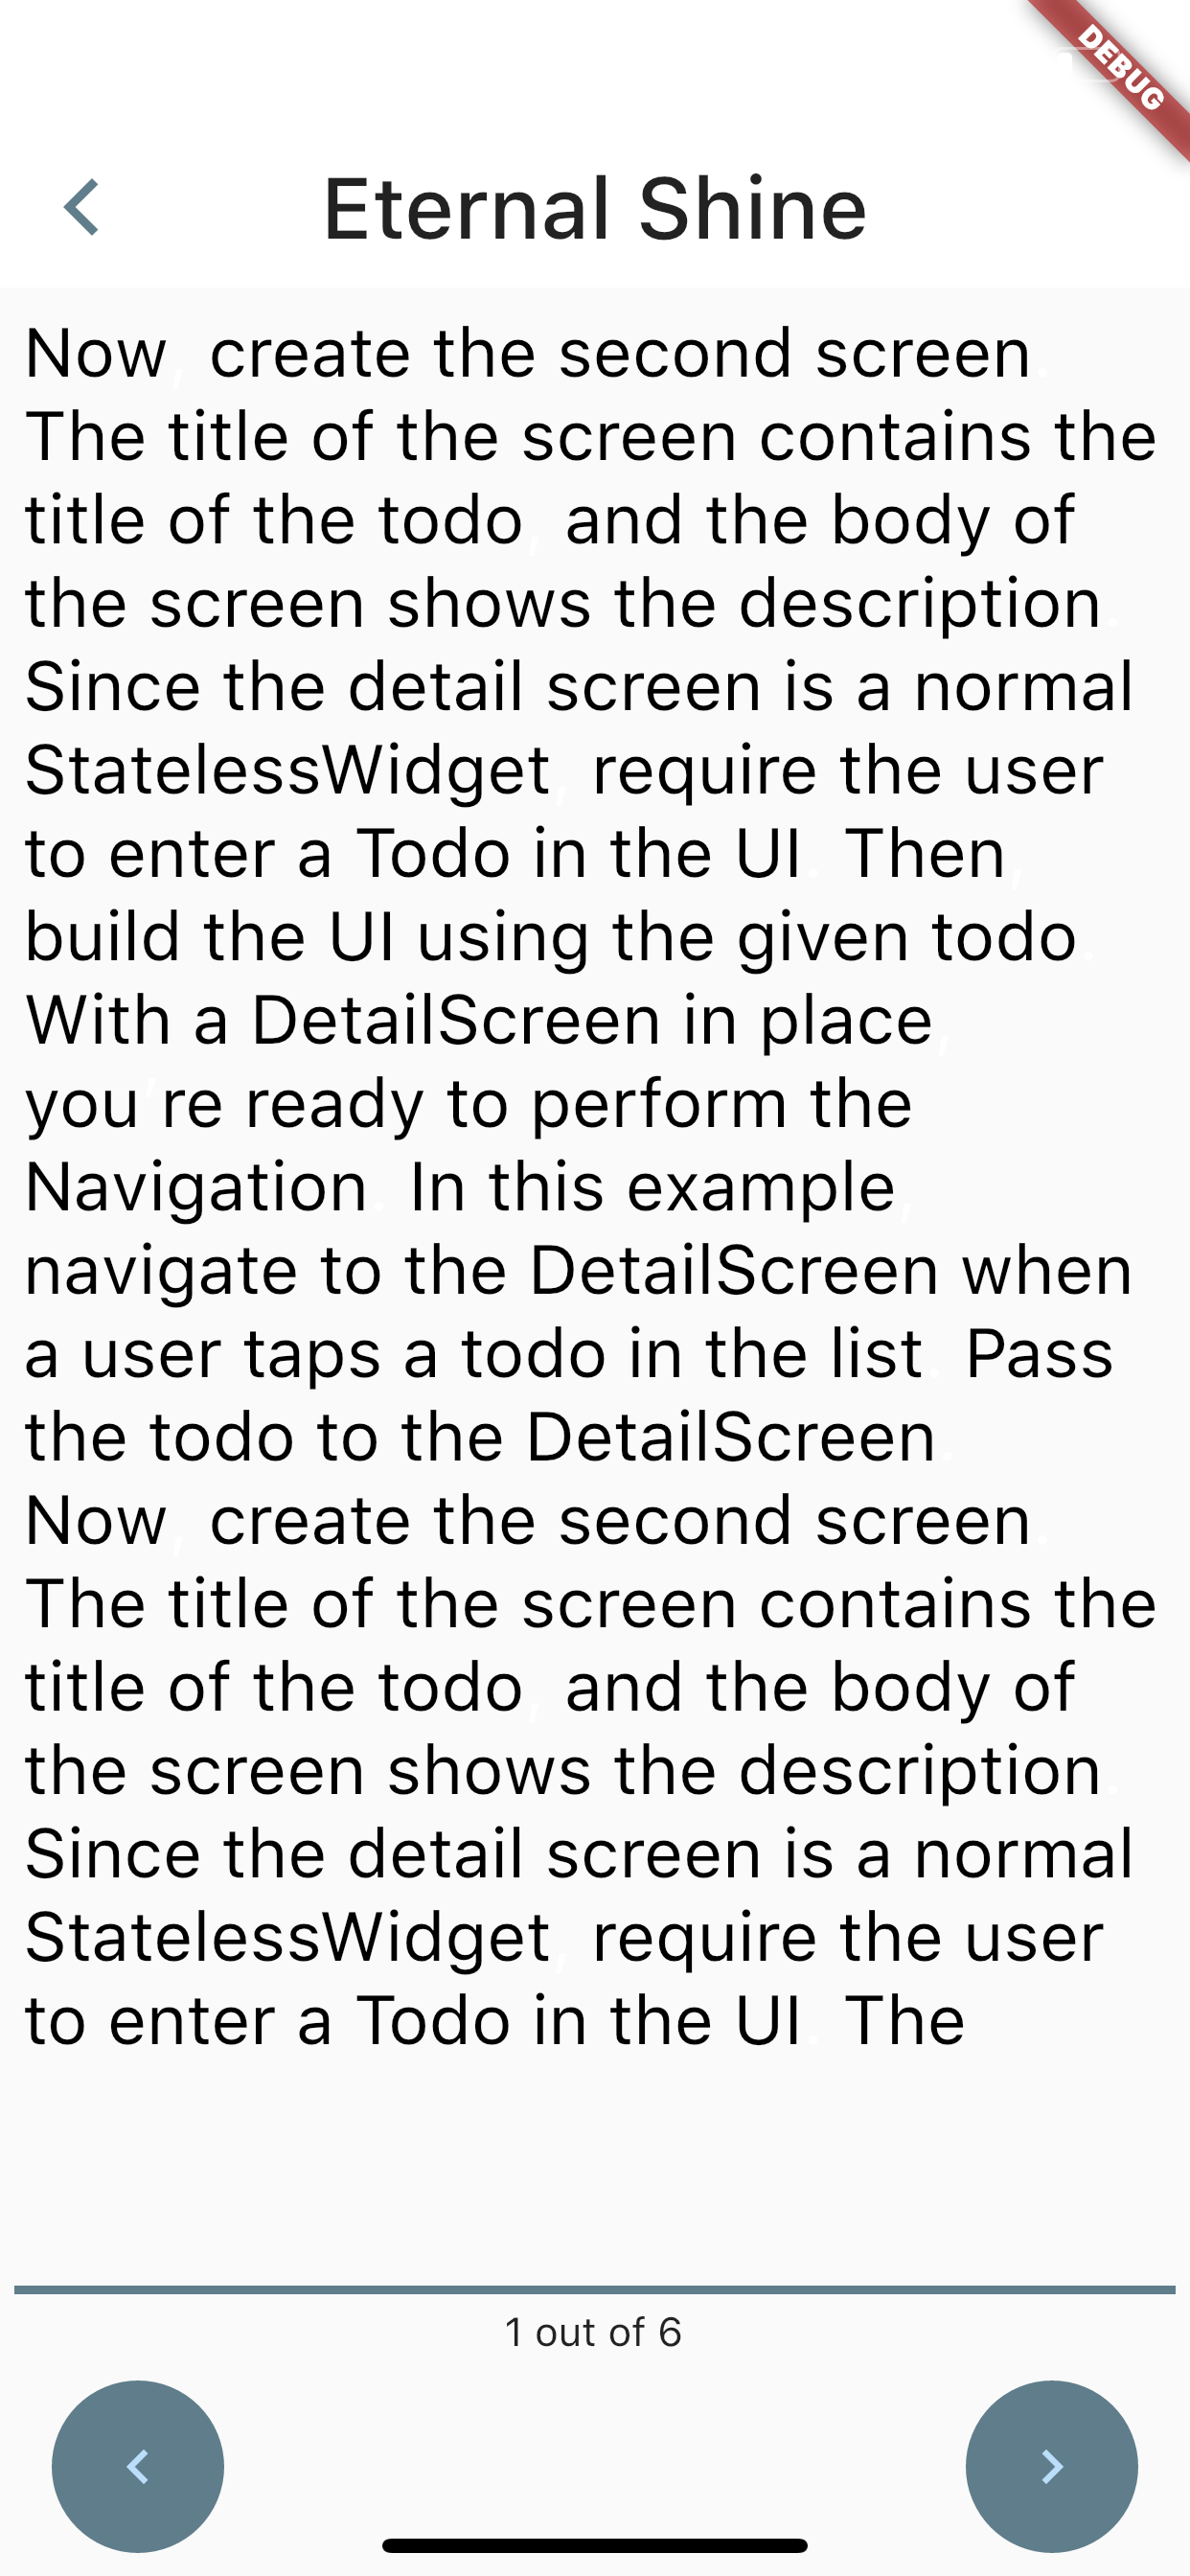 DEBUG
Eternal Shine
Now, create the second screen.
The title of the screen contains the
title of the todo, and the body of
the screen shows the description.
Since the detail screen is a normal
StatelessWidget, require the user
to enter a Todo in the UI. Then,
build the UI using the given todo.
With a DetailScreen in place,
you're ready to perform the
Navigation. In this example,
navigate to the DetailScreen when
a user taps a todo in the list. Pass
the todo to the DetailScreen.
Now, create the second screen.
The title of the screen contains the
title of the todo, and the body of
the screen shows the description.
Since the detail screen is a normal
StatelessWidget, require the user
to enter a Todo in the UI. The
1 out of 6